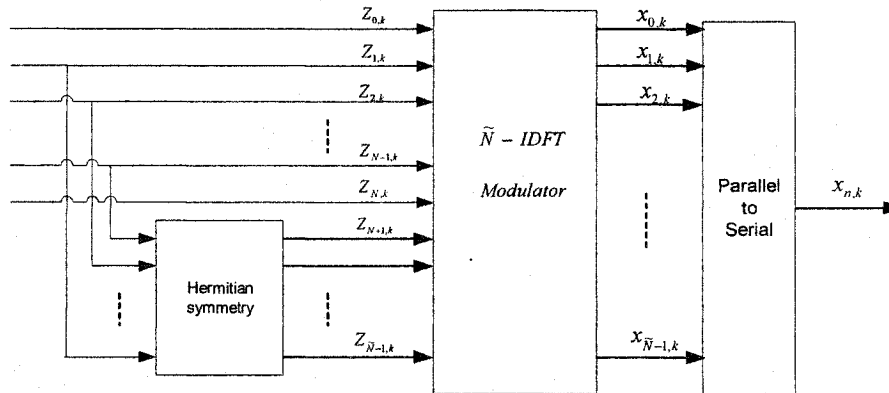 Z_{0,k}
Z_{1,k}
Z_{2,k}
Z_{N-1,k}
Z_{N,k}
Z_{N+1,k}
Z_{Ñ-1,k}
Hermitian
symmetry
Ñ - IDFT
Modulator
x_{0,k}
x_{1,k}
x_{2,k}
x_{Ñ-1,k}
Parallel
to
Serial
x_{n,k}